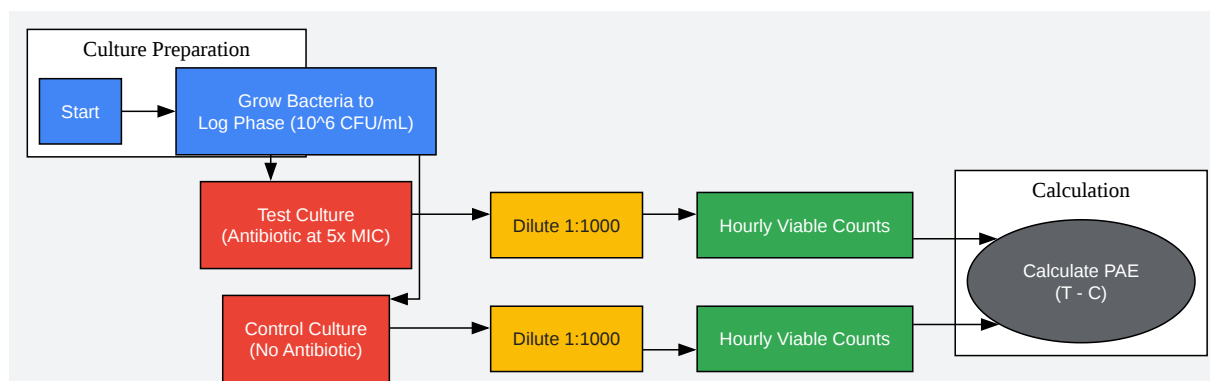 Culture Preparation
Start
Grow Bacteria to
Log Phase (10^6 CFU/mL)
Test Culture
(Antibiotic at 5x MIC)
Dilute 1:1000
Hourly Viable Counts
Calculation
Calculate PAE
(T - C)
Control Culture
(No Antibiotic)
Dilute 1:1000
Hourly Viable Counts